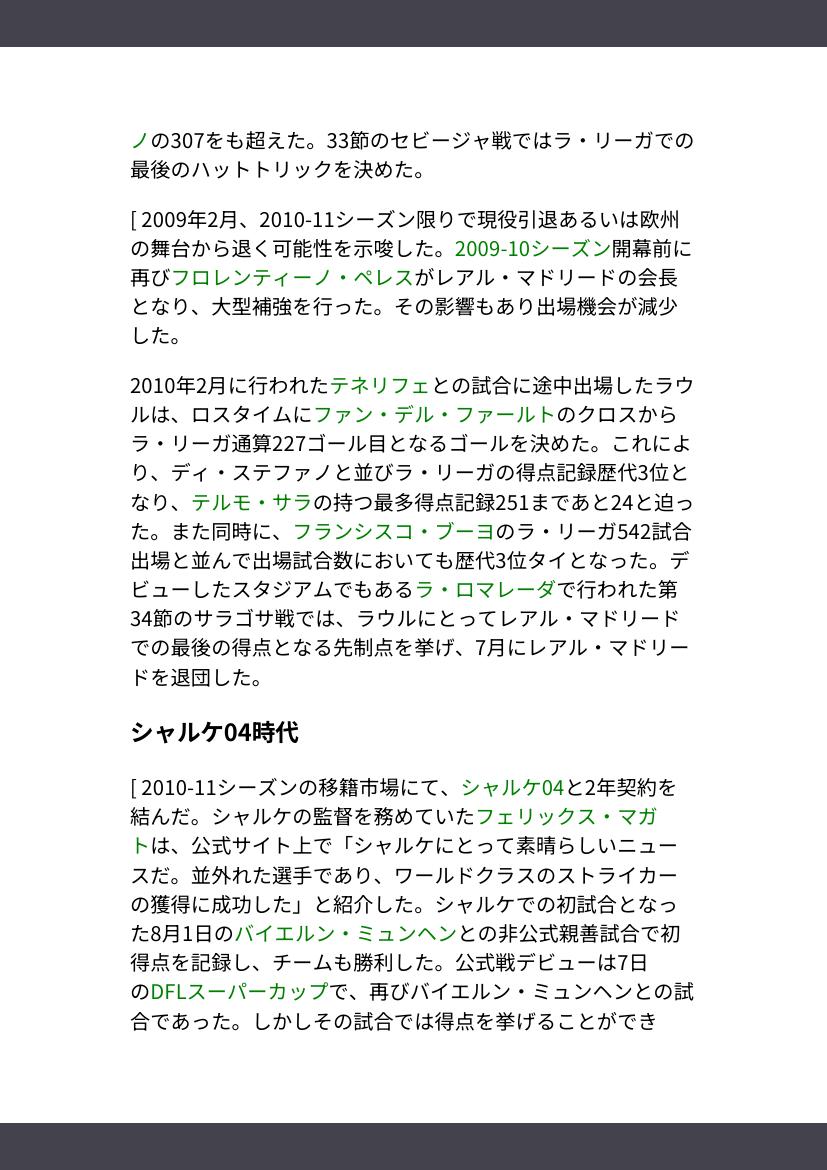 ノの307をも超えた。33節のセビージャ戦ではラ・リーガでの
最後のハットトリックを決めた。
[ 2009年2月、2010-11シーズン限りで現役引退あるいは欧州
の舞台から退く可能性を示唆した。2009-10シーズン開幕前に
再びフロレンティーノ・ペレスがレアル・マドリードの会長
となり、大型補強を行った。その影響もあり出場機会が減少
した。
2010年2月に行われたテネリフェとの試合に途中出場したラウ
ルは、ロスタイムにファン・デル・ファールトのクロスから
ラ・リーガ通算227ゴール目となるゴールを決めた。これによ
り、ディ・ステファノと並びラ・リーガの得点記録歴代3位と
なり、テルモ・サラの持つ最多得点記録251まであと24と迫っ
た。また同時に、フランシスコ・ブーヨのラ・リーガ542試合
出場と並んで出場試合数においても歴代3位タイとなった。デ
ビューしたスタジアムでもあるラ・ロマレーダで行われた第
34節のサラゴサ戦では、ラウルにとってレアル・マドリード
での最後の得点となる先制点を挙げ、7月にレアル・マドリー
ドを退団した。
シャルケ04時代
[ 2010-11シーズンの移籍市場にて、シャルケ04と2年契約を
結んだ。シャルケの監督を務めていたフェリックス・マガ
トは、公式サイト上で「シャルケにとって素晴らしいニュー
スだ。並外れた選手であり、ワールドクラスのストライカー
の獲得に成功した」と紹介した。シャルケでの初試合となっ
た8月1日のバイエルン・ミュンヘンとの非公式親善試合で初
得点を記録し、チームも勝利した。公式戦デビューは7日
のDFLスーパーカップで、再びバイエルン・ミュンヘンとの試
合であった。しかしその試合では得点を挙げることができ